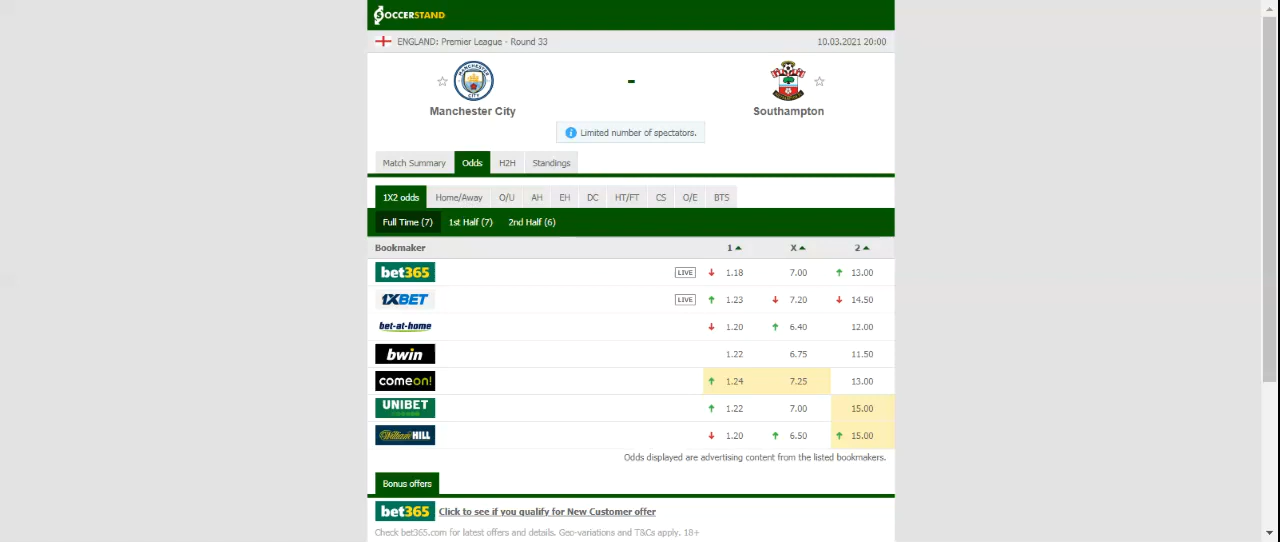 SOCCERSTAND
ENGLAND: Premier League - Round 33 10.03.2021 20:00
MANCHESTER CITY
-
Manchester City Southampton
Limited number of spectators.
Match Summary Odds H2H Standings
1X2 odds Home/Away O/U AH EH DC HT/FT CS O/E BTS
Full Time (7) 1st Half (7) 2nd Half (6)
Bookmaker 1 X 2
bet365 LIVE 1.18 7.00 13.00
1XBET LIVE 1.23 7.20 14.50
bet-at-home 1.20 6.40 12.00
bwin 1.22 6.75 11.50
comeon! 1.24 7.25 13.00
UNIBET 1.22 7.00 15.00
William HILL 1.20 6.50 15.00
Odds displayed are advertising content from the listed bookmakers.
Bonus offers
bet365 Click to see if you qualify for New Customer offer
Check bet365.com for latest offers and details. Geo-variations and T&Cs apply. 18+